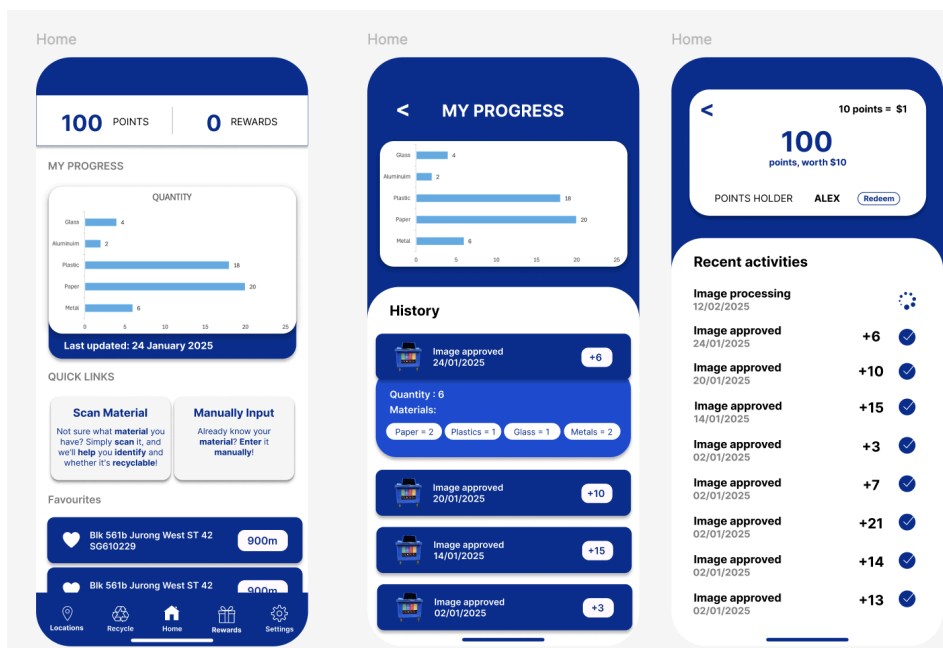 Home
100 POINTS
0 REWARDS
MY PROGRESS
QUANTITY
Glass 4
Aluminuim 2
Plastic 18
Paper 20
Metal 6
0 5 10 15 20 25
Last updated: 24 January 2025
QUICK LINKS
Scan Material
Not sure what material you
have? Simply scan it, and
we'll help you identify and
whether it's recyclable!
Manually Input
Already know your
material? Enter it
manually!
Favourites
Blk 561b Jurong West ST 42
SG610229
900m
Blk 561b Jurong West ST 42
900m
Locations
Recycle
Home
Rewards
Settings
Home
< MY PROGRESS
Glass 4
Aluminuim 2
Plastic 18
Paper 20
Metal 6
0 5 10 15 20 25
History
Image approved
24/01/2025
+6
Quantity : 6
Materials:
Paper = 2
Plastics = 1
Glass = 1
Metals = 2
Image approved
20/01/2025
+10
Image approved
14/01/2025
+15
Image approved
02/01/2025
+3
Home
<
10 points = $1
100
points, worth $10
POINTS HOLDER ALEX Redeem
Recent activities
Image processing
12/02/2025
Image approved
24/01/2025
+6
Image approved
20/01/2025
+10
Image approved
14/01/2025
+15
Image approved
02/01/2025
+3
Image approved
02/01/2025
+7
Image approved
02/01/2025
+21
Image approved
02/01/2025
+14
Image approved
02/01/2025
+13